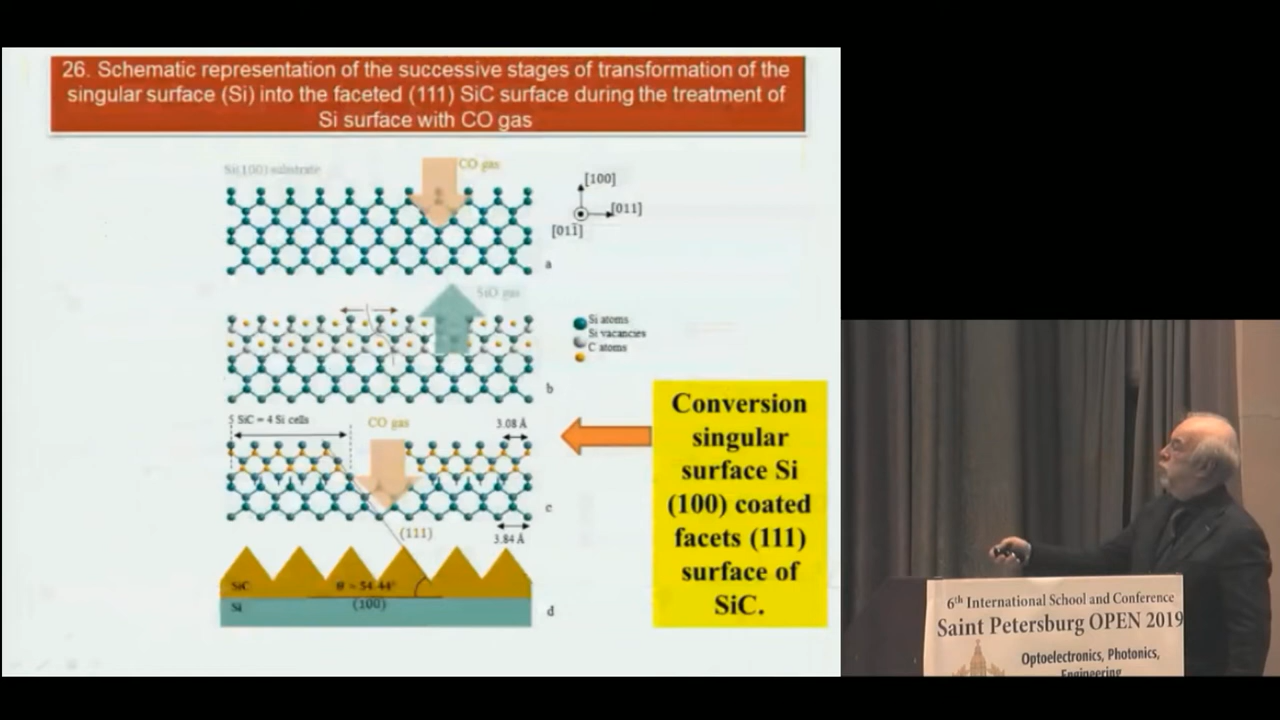 26. Schematic representation of the successive stages of transformation of the
singular surface (Si) into the faceted (111) SiC surface during the treatment of
Si surface with CO gas
Si(100) substrate
CO gas
[100]
[011]
[011̄]
a
SiO gas
Si atoms
Si vacancies
C atoms
b
5 SiC = 4 Si cells
CO gas
3.08 Å
c
(111)
3.84 Å
SiC
θ = 54.44°
Si
(100)
d
Conversion
singular
surface Si
(100) coated
facets (111)
surface of
SiC.
6th International School and Conference
Saint Petersburg OPEN 2019
Optoelectronics, Photonics,
Engineering